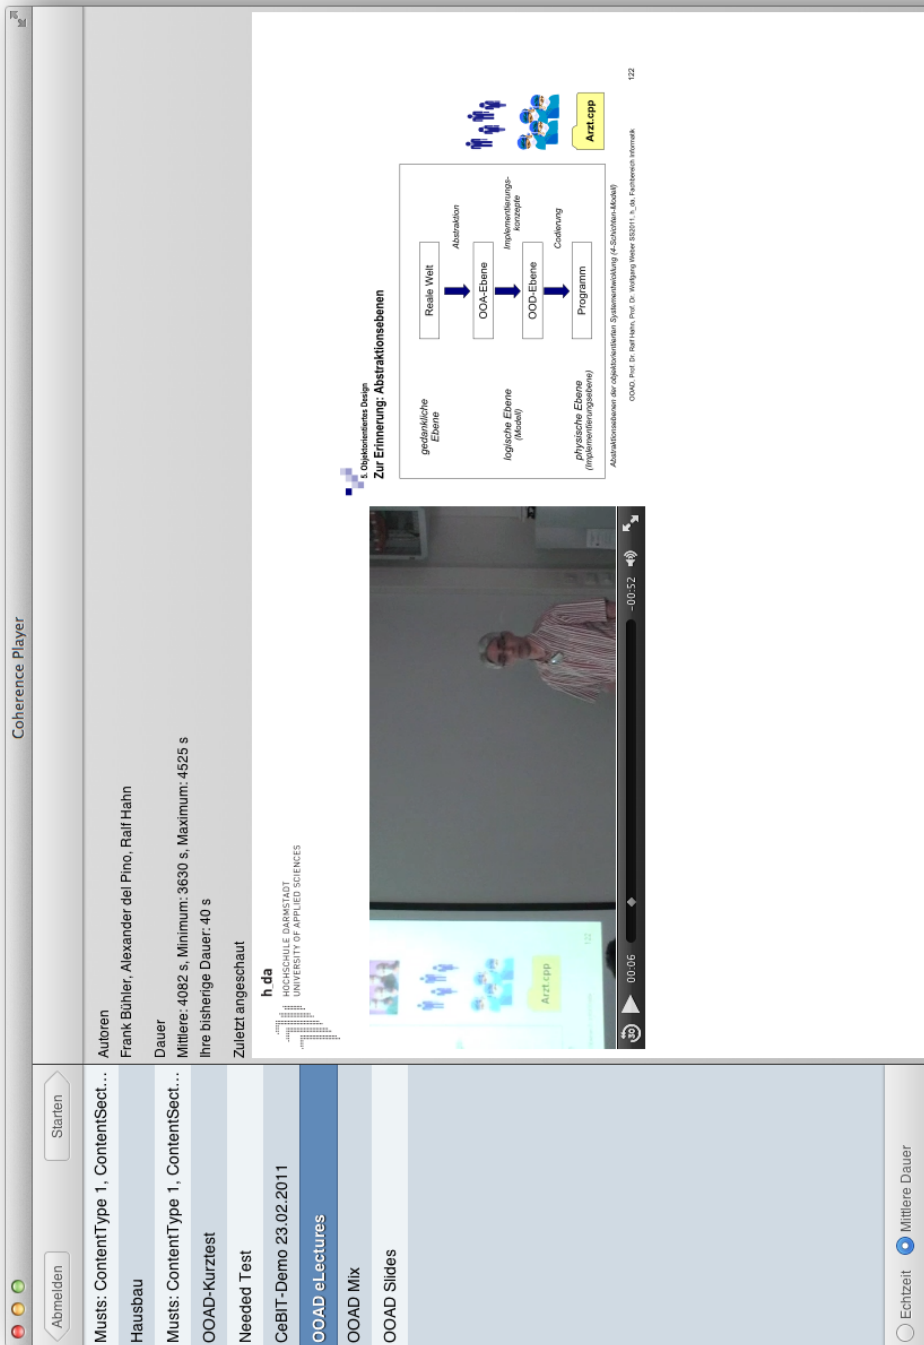 Coherence Player
Abmelden
Starten
Musts: ContentType 1, ContentSect…
Hausbau
Musts: ContentType 1, ContentSect…
OOAD-Kurztest
Needed Test
CeBIT-Demo 23.02.2011
OOAD eLectures
OOAD Mix
OOAD Slides
Echtzeit
Mittlere Dauer
Autoren
Frank Bühler, Alexander del Pino, Ralf Hahn
Dauer
Mittlere: 4082 s, Minimum: 3630 s, Maximum: 4525 s
Ihre bisherige Dauer: 40 s
Zuletzt angeschaut
h_da
HOCHSCHULE DARMSTADT
UNIVERSITY OF APPLIED SCIENCES
Arzt.cpp
122
30
00:06
-00:52
5. Objektorientiertes Design
Zur Erinnerung: Abstraktionsebenen
gedankliche
Ebene
Reale Welt
Abstraktion
OOA-Ebene
logische Ebene
(Modell)
Implementierungs-
konzepte
OOD-Ebene
Codierung
physische Ebene
(Implementierungsebene)
Programm
Arzt.cpp
Abstraktionsebenen der objektorientierten Systementwicklung (4-Schichten-Modell)
OOAD, Prof. Dr. Ralf Hahn, Prof. Dr. Wolfgang Weber SS2011, h_da, Fachbereich Informatik
122